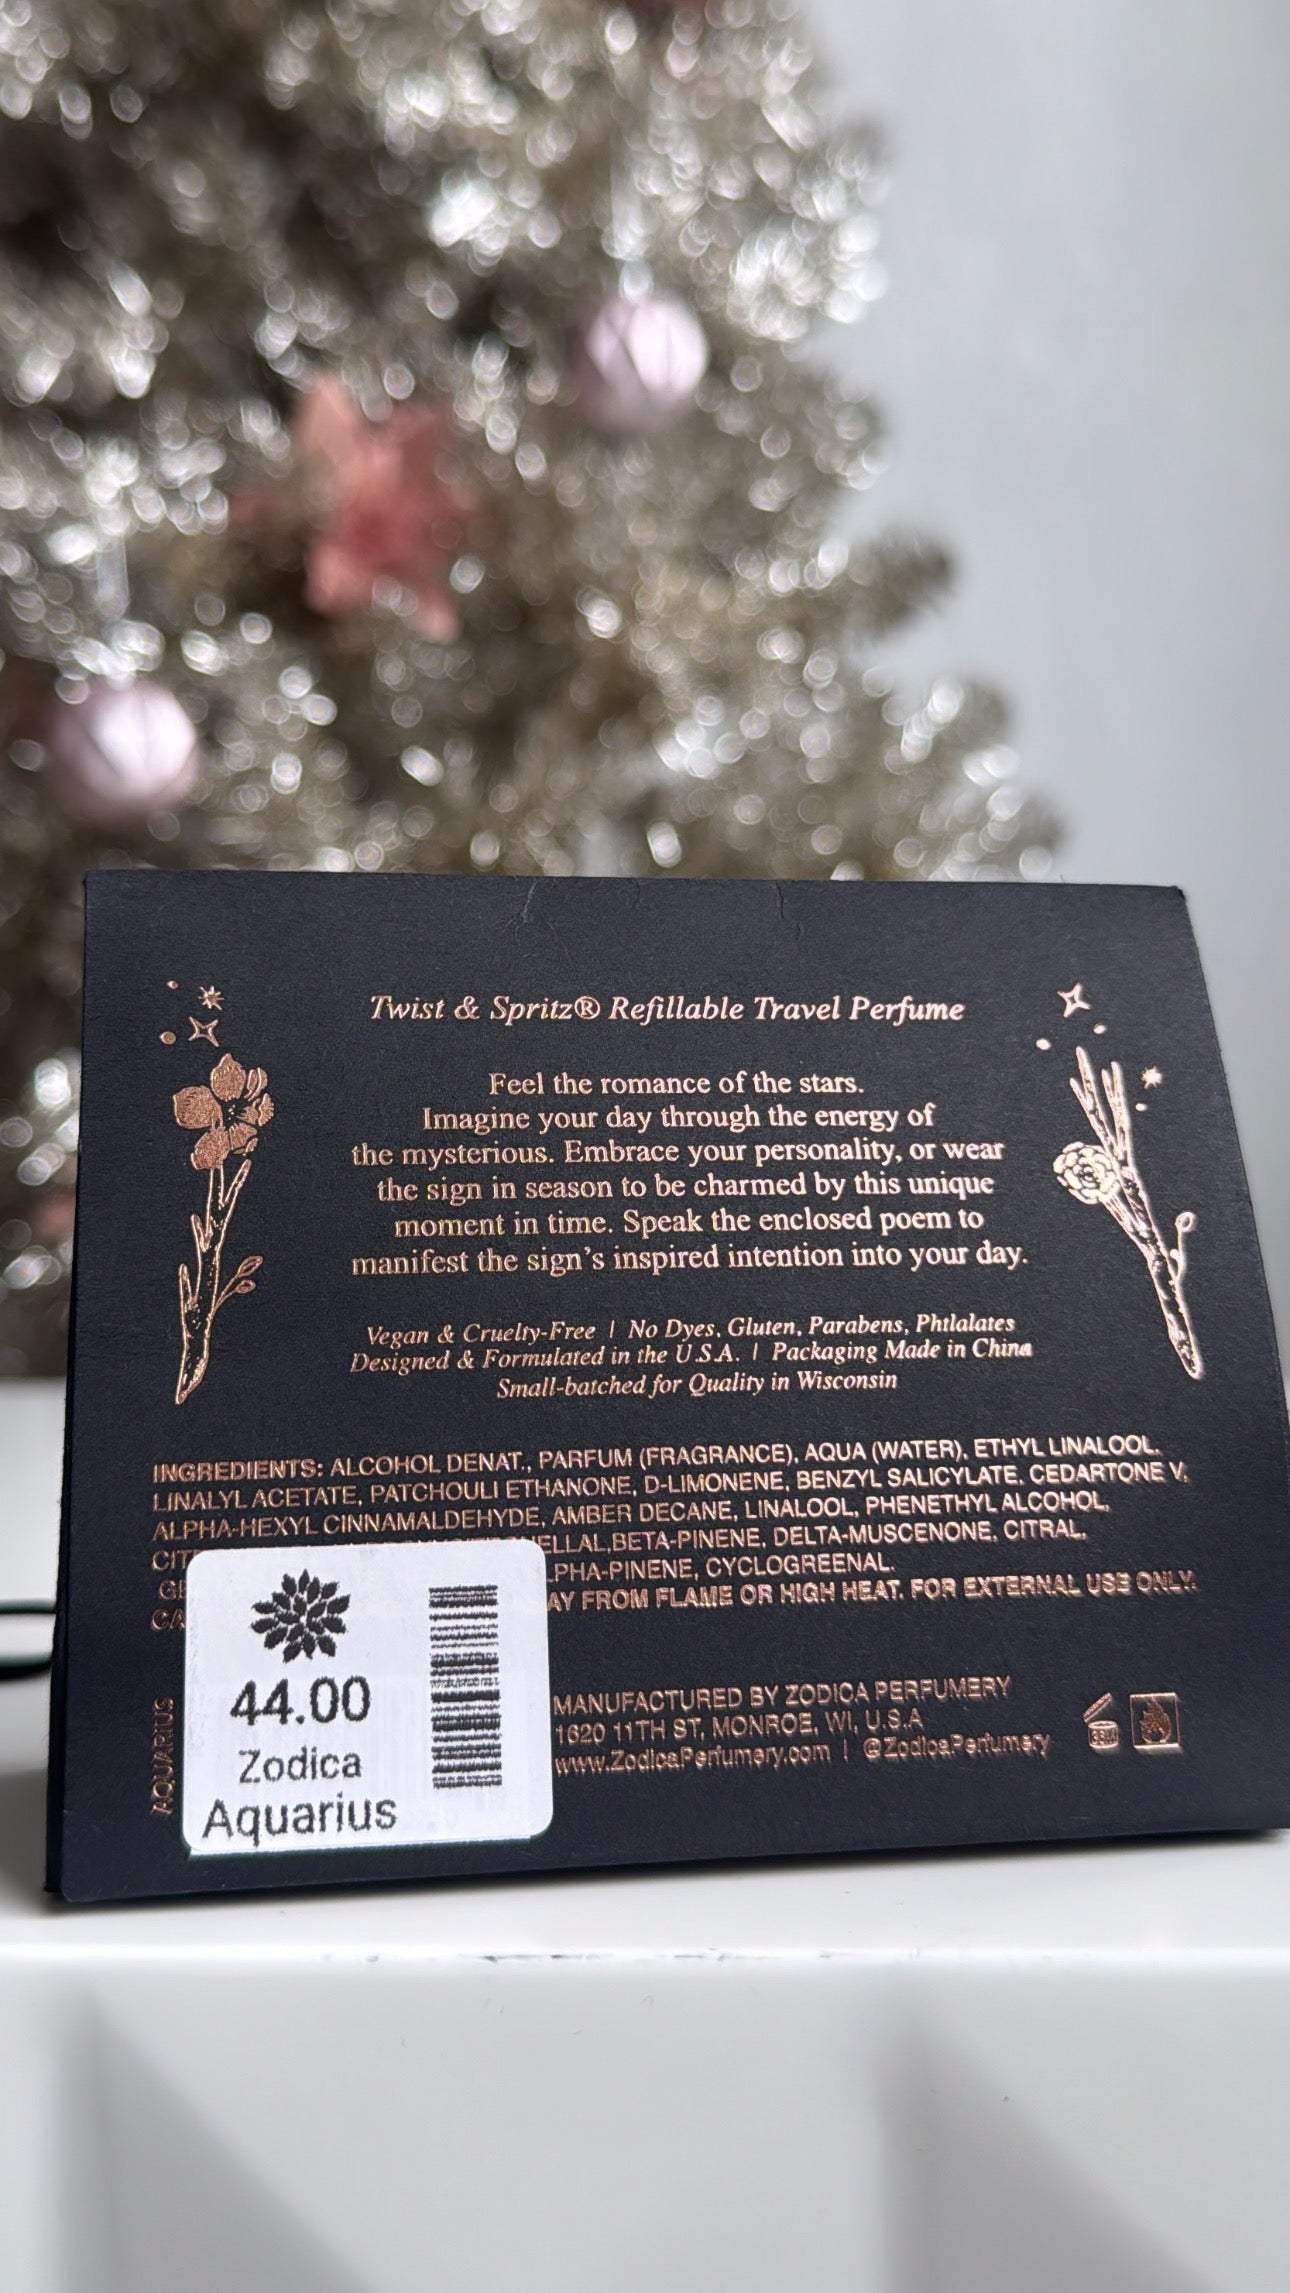 Twist & Spritz® Refillable Travel Perfume
Feel the romance of the stars.
Imagine your day through the energy of
the mysterious. Embrace your personality, or wear
the sign in season to be charmed by this unique
moment in time. Speak the enclosed poem to
manifest the sign's inspired intention into your day.
Vegan & Cruelty-Free | No Dyes, Gluten, Parabens, Phtlalates
Designed & Formulated in the U.S.A. | Packaging Made in China
Small-batched for Quality in Wisconsin
INGREDIENTS: ALCOHOL DENAT., PARFUM (FRAGRANCE), AQUA (WATER), ETHYL LINALOOL.
LINALYL ACETATE, PATCHOULI ETHANONE, D-LIMONENE, BENZYL SALICYLATE, CEDARTONE V,
ALPHA-HEXYL CINNAMALDEHYDE, AMBER DECANE, LINALOOL, PHENETHYL ALCOHOL,
BETA-PINENE, DELTA-MUSCENONE, CITRAL,
CYCLOGREENAL.
FROM FLAME OR HIGH HEAT. FOR EXTERNAL USE ONLY.
44.00
Zodica
Aquarius
AQUARIUS
MANUFACTURED BY ZODICA PERFUMERY
1620 11TH ST, MONROE, WI, U.S.A
www.ZodicaPerfumery.com | @ZodicaPerfumery